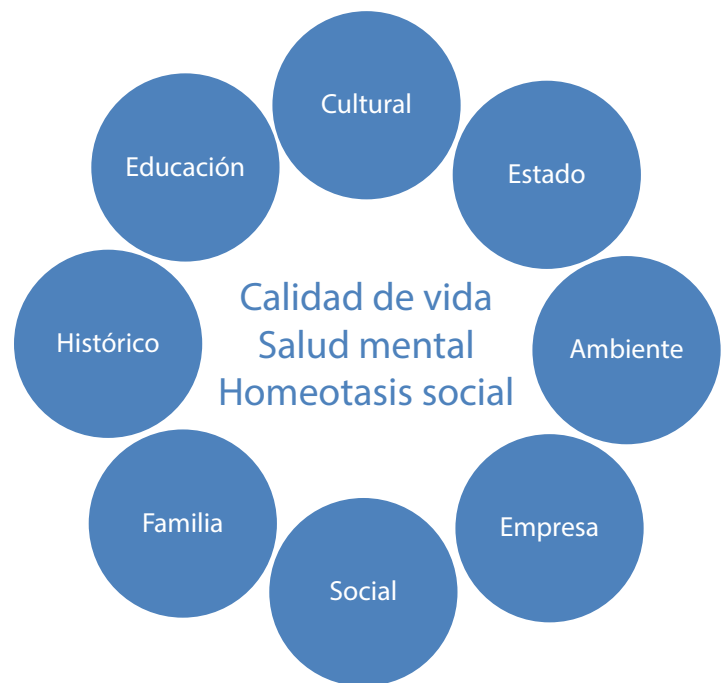 Cultural
Educación
Estado
Calidad de vida
Salud mental
Homeotasis social
Histórico
Ambiente
Familia
Empresa
Social